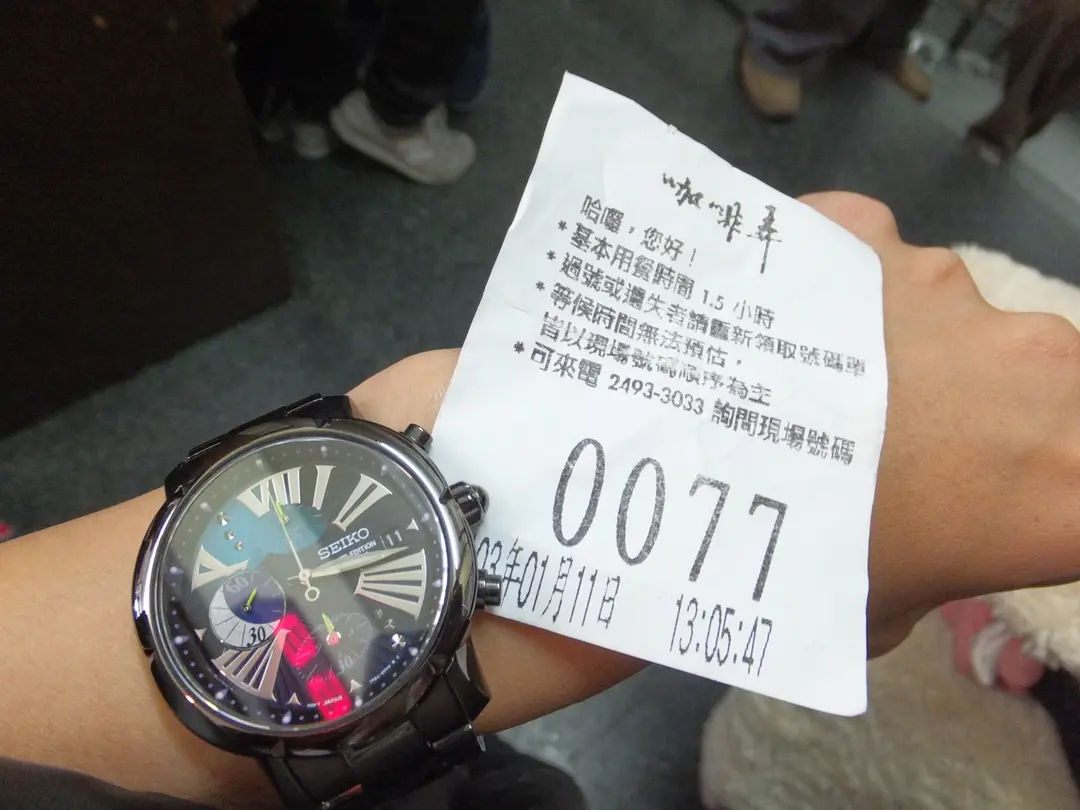 咖啡弄
哈囉，您好！
* 基本用餐時間 1.5 小時
* 過號或遺失者請重新領取號碼單
* 等候時間無法預估，
皆以現場號碼順序為主
* 可來電 2493-3033 詢問現場號碼
0077
03年01月11日 13:05:47
SEIKO
EDITION
11
60
30